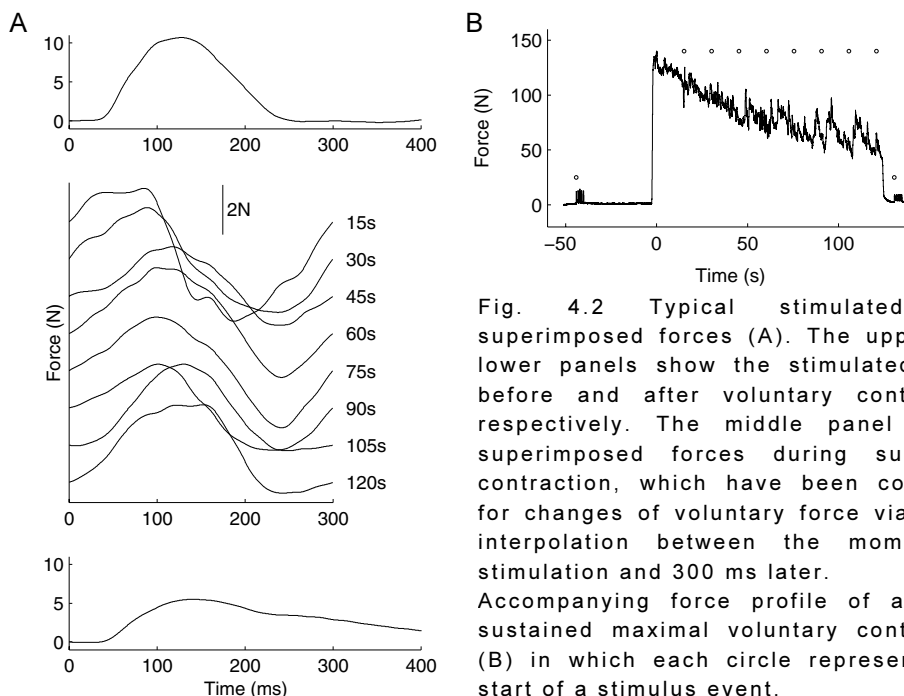 A
10
5
0
0 100 200 300 400
2N
15s
30s
45s
60s
75s
90s
105s
120s
Force (N)
0 100 200 300
10
5
0
0 100 200 300 400
Time (ms)
B
150
100
50
0
Force (N)
−50 0 50 100
Time (s)
Fig. 4.2 Typical stimulated
superimposed forces (A). The upp
lower panels show the stimulated
before and after voluntary cont
respectively. The middle panel
superimposed forces during su
contraction, which have been co
for changes of voluntary force via
interpolation between the mom
stimulation and 300 ms later.
Accompanying force profile of a
sustained maximal voluntary cont
(B) in which each circle represe
start of a stimulus event.